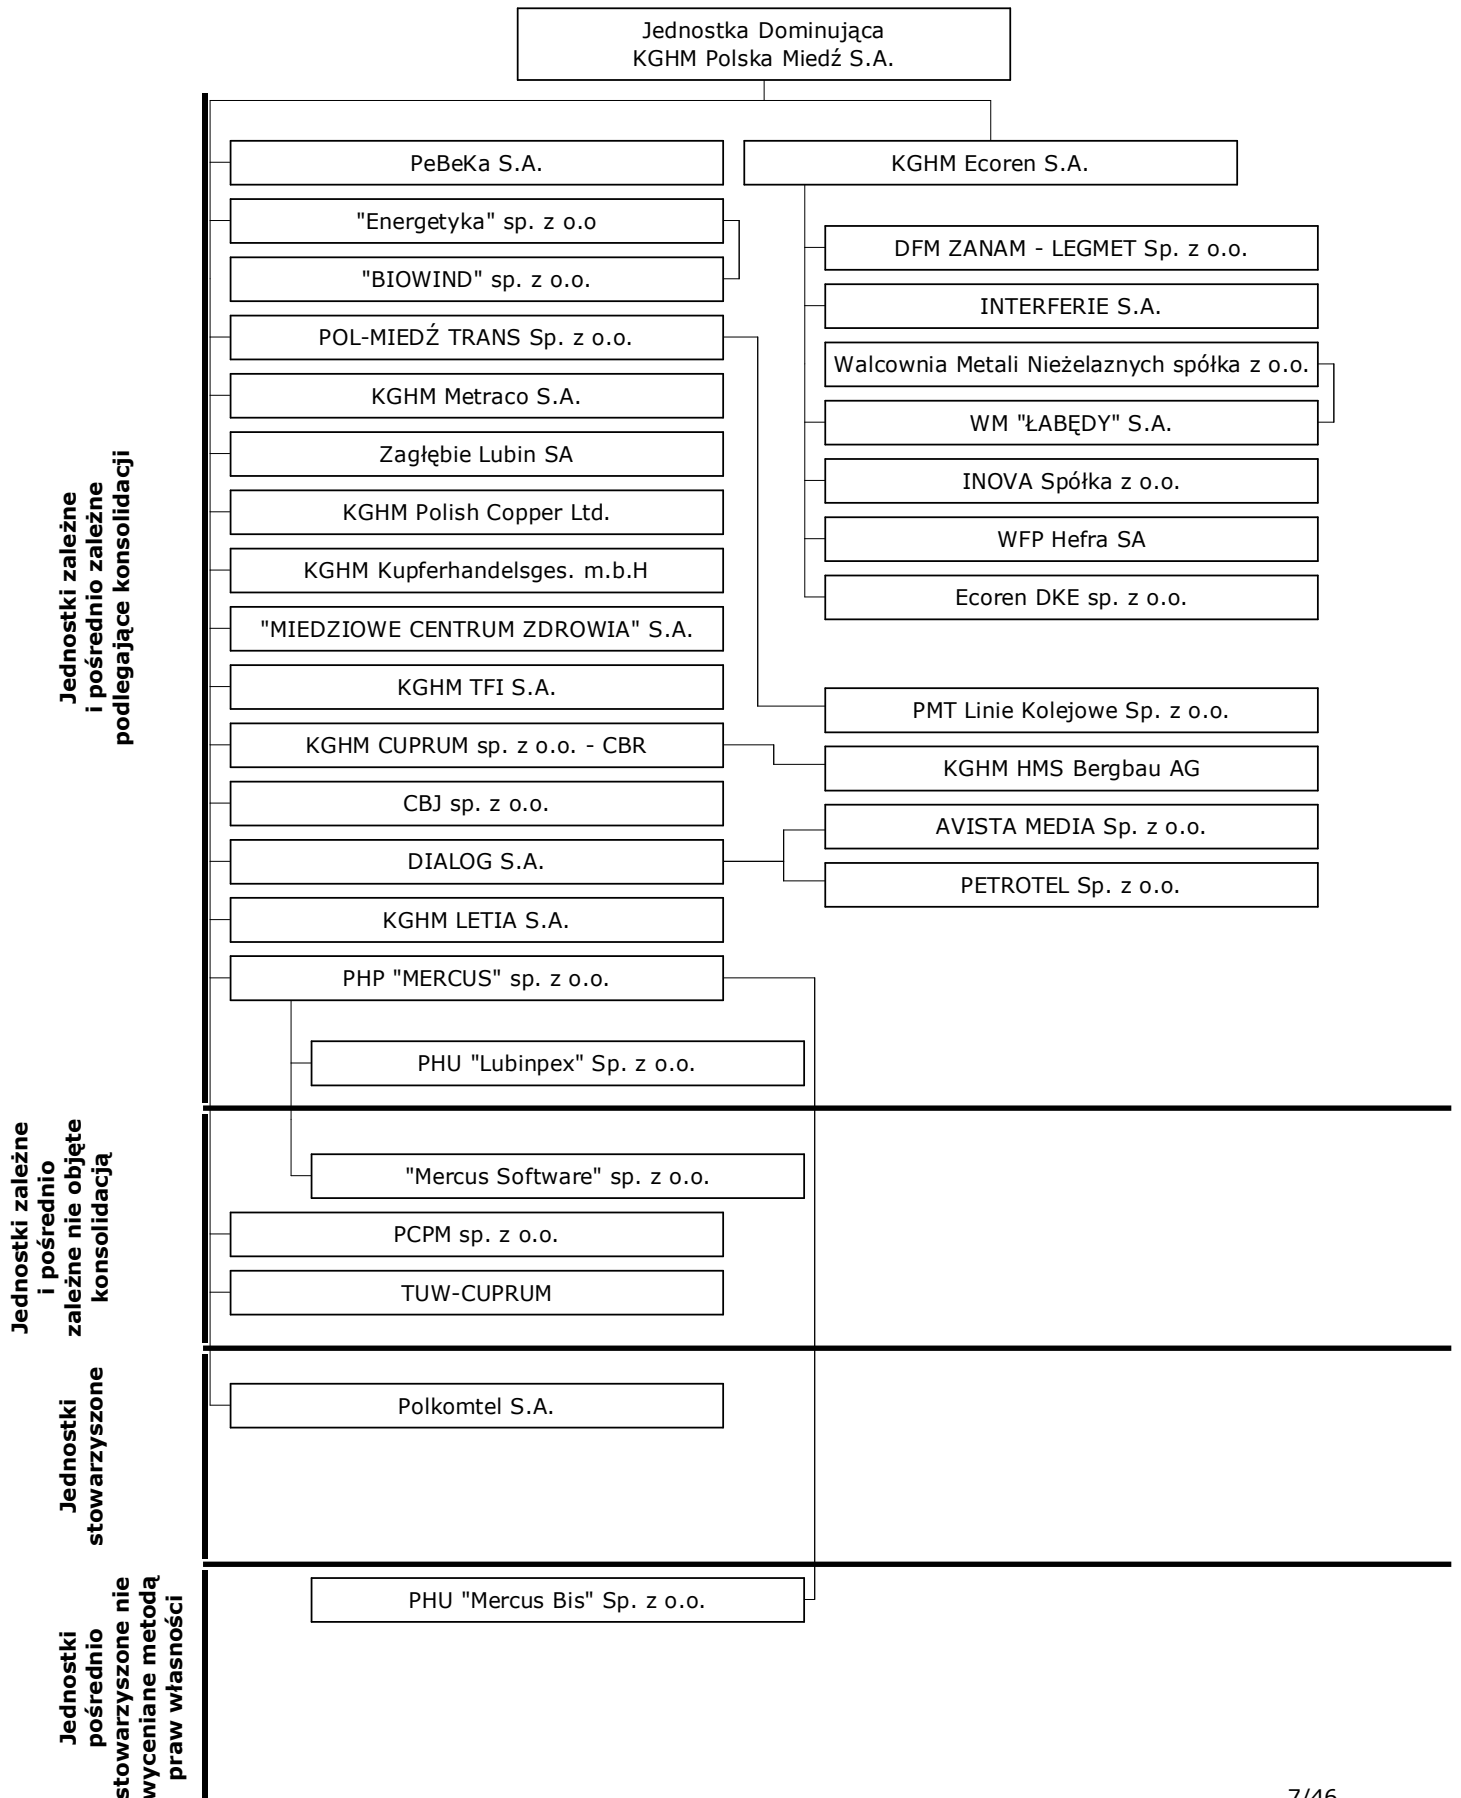 Jednostka Dominująca
KGHM Polska Miedź S.A.
Jednostki zależne
i pośrednio zależne
podlegające konsolidacji
PeBeKa S.A.
"Energetyka" sp. z o.o
"BIOWIND" sp. z o.o.
POL-MIEDŹ TRANS Sp. z o.o.
KGHM Metraco S.A.
Zagłębie Lubin SA
KGHM Polish Copper Ltd.
KGHM Kupferhandelsges. m.b.H
"MIEDZIOWE CENTRUM ZDROWIA" S.A.
KGHM TFI S.A.
KGHM CUPRUM sp. z o.o. - CBR
CBJ sp. z o.o.
DIALOG S.A.
KGHM LETIA S.A.
PHP "MERCUS" sp. z o.o.
PHU "Lubinpex" Sp. z o.o.
KGHM Ecoren S.A.
DFM ZANAM - LEGMET Sp. z o.o.
INTERFERIE S.A.
Walcownia Metali Nieżelaznych spółka z o.o.
WM "ŁABĘDY" S.A.
INOVA Spółka z o.o.
WFP Hefra SA
Ecoren DKE sp. z o.o.
PMT Linie Kolejowe Sp. z o.o.
KGHM HMS Bergbau AG
AVISTA MEDIA Sp. z o.o.
PETROTEL Sp. z o.o.
Jednostki zależne
i pośrednio
zależne nie objęte
konsolidacją
"Mercus Software" sp. z o.o.
PCPM sp. z o.o.
TUW-CUPRUM
Jednostki
stowarzyszone
Polkomtel S.A.
Jednostki
pośrednio
stowarzyszone nie
wyceniane metodą
praw własności
PHU "Mercus Bis" Sp. z o.o.
7/46